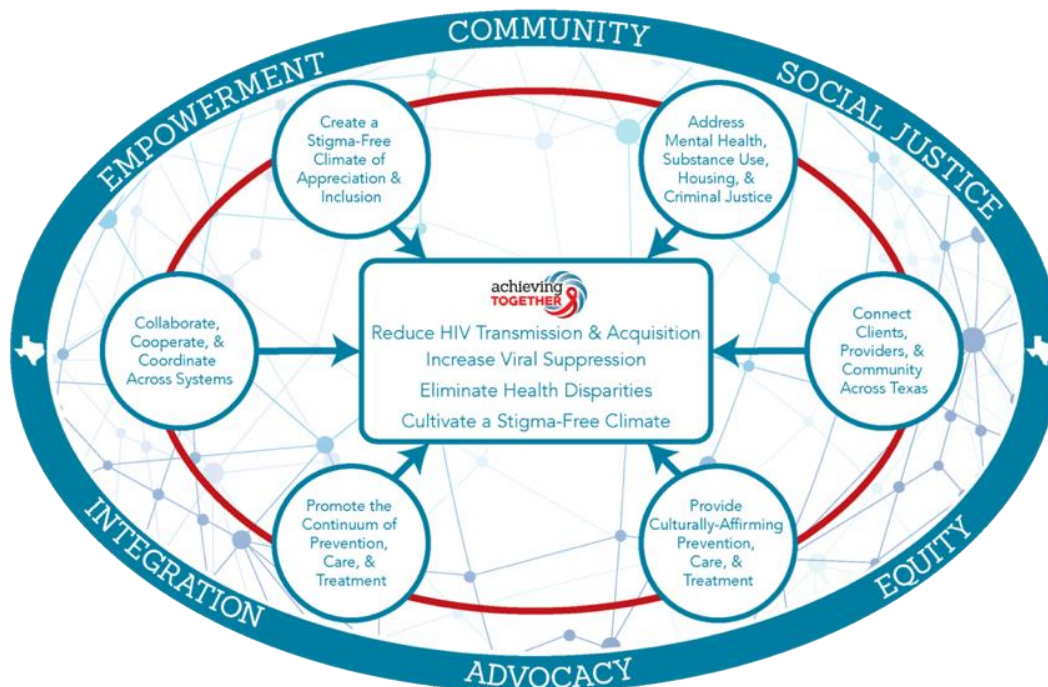 COMMUNITY
EMPOWERMENT
SOCIAL JUSTICE
Create a
Stigma-Free
Climate of
Appreciation &
Inclusion
Address
Mental Health,
Substance Use,
Housing, &
Criminal Justice
Collaborate,
Cooperate, &
Coordinate
Across Systems
achieving
TOGETHER
Reduce HIV Transmission & Acquisition
Increase Viral Suppression
Eliminate Health Disparities
Cultivate a Stigma-Free Climate
Connect
Clients,
Providers, &
Community
Across Texas
Promote the
Continuum of
Prevention,
Care, &
Treatment
Provide
Culturally-Affirming
Prevention,
Care, &
Treatment
INTEGRATION
EQUITY
ADVOCACY